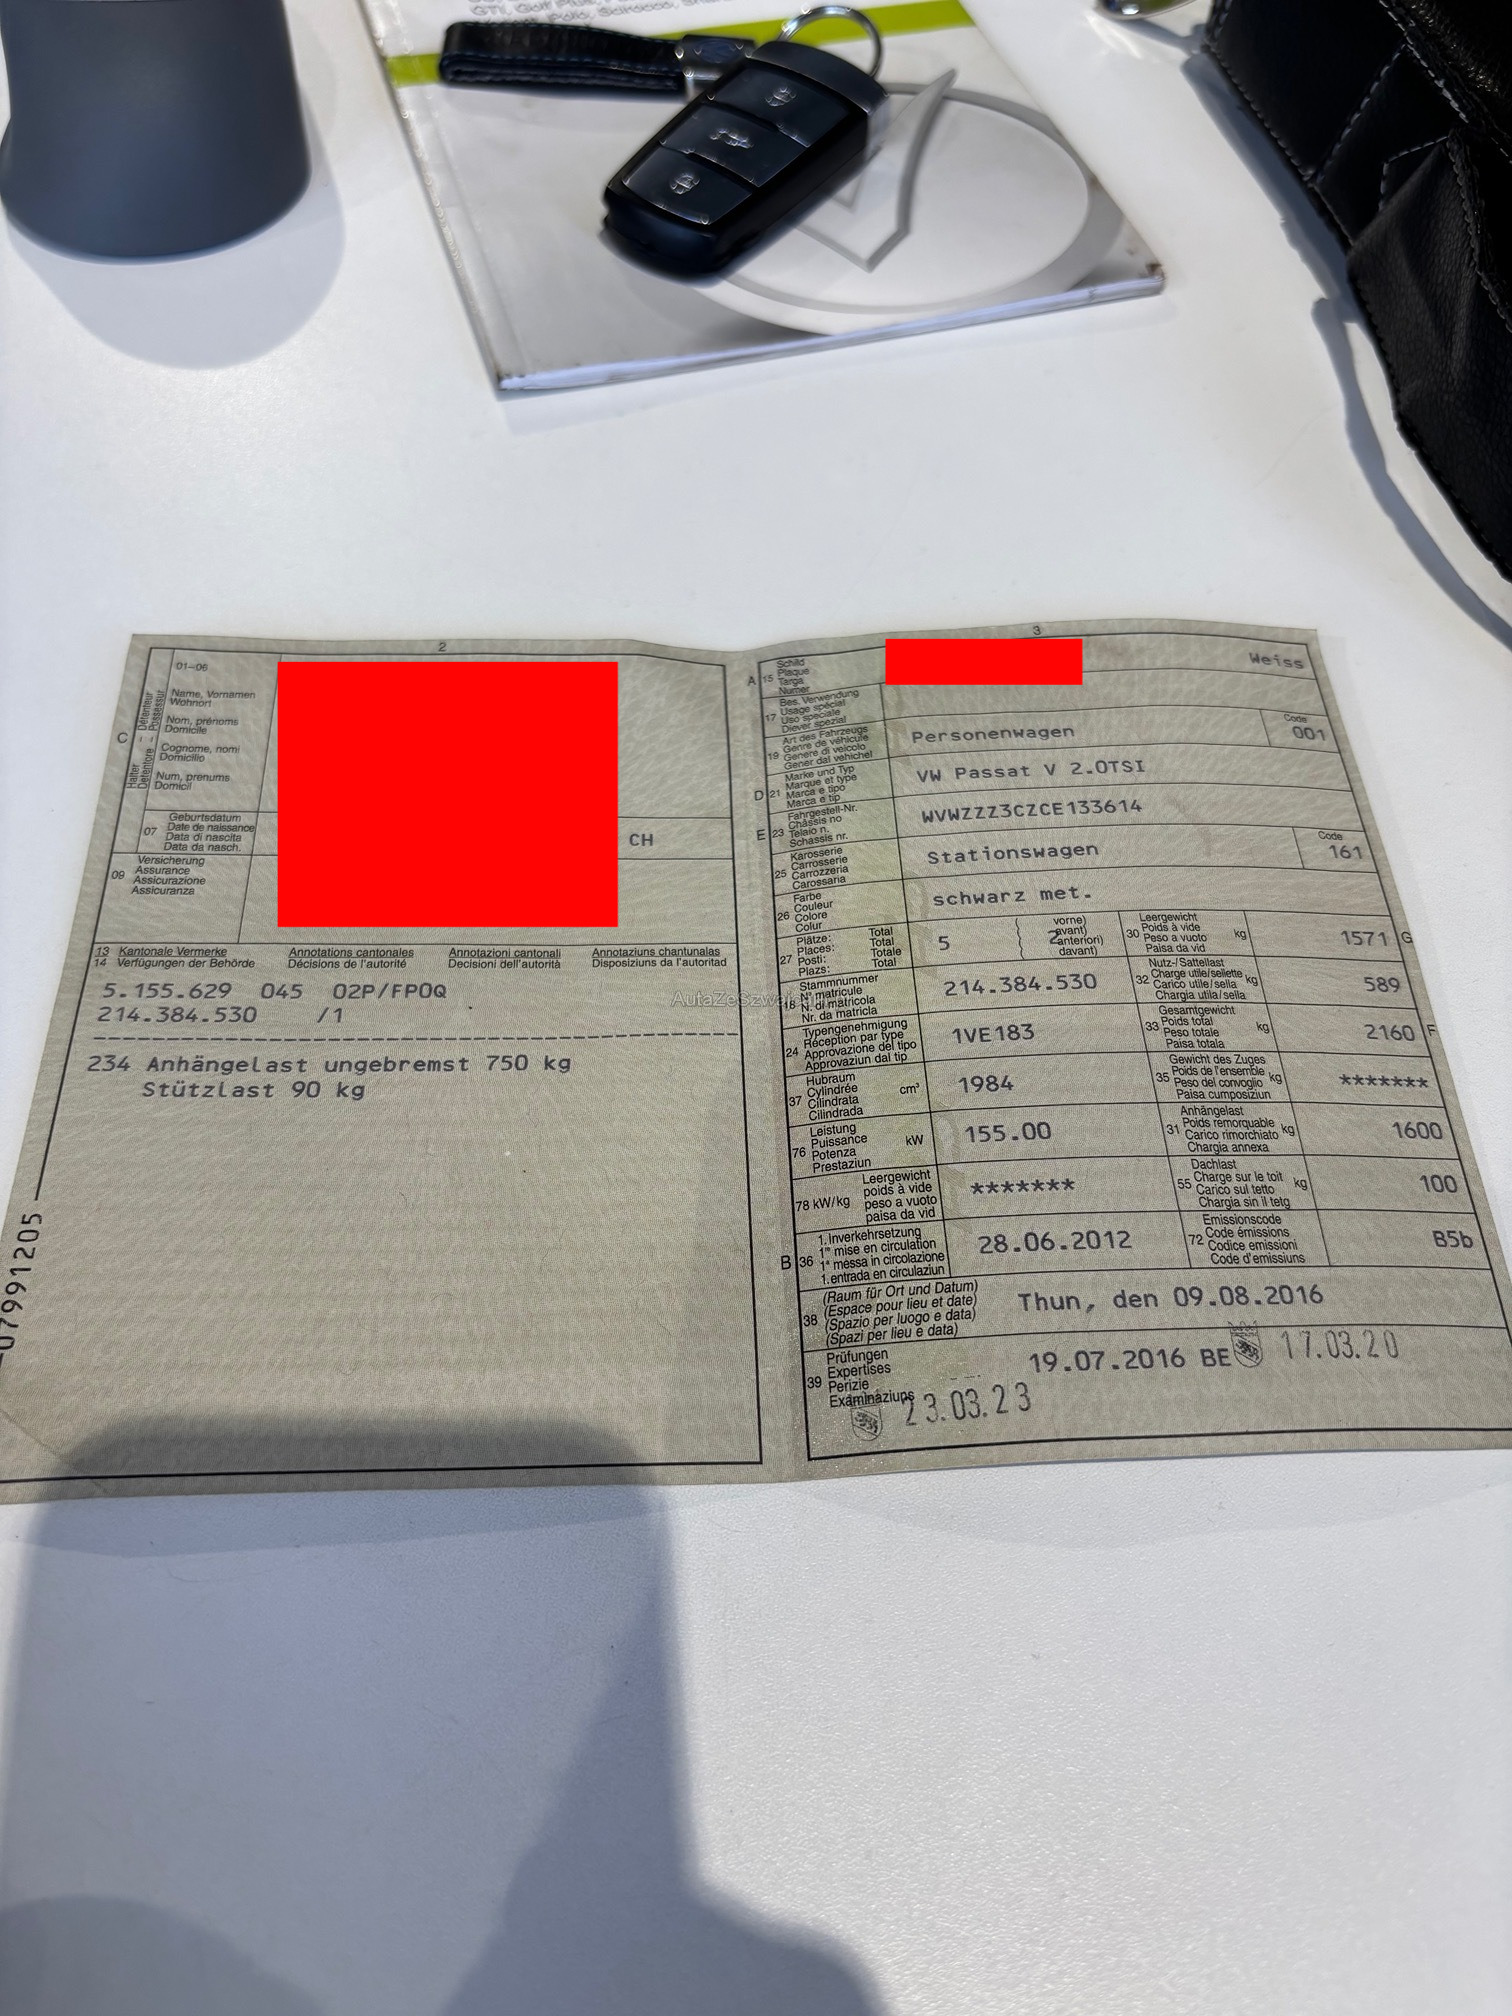 GTI, Golf Plus,
Polo, Scirocco,
2
01–06
Halter – Détenteur
Detentore – Possessur
C
Name, Vornamen
Wohnort
Nom, prénoms
Domicile
Cognome, nomi
Domicilio
Num, prenums
Domicil
07
Geburtsdatum
Date de naissance
Data di nascita
Data da nasch.
CH
09
Versicherung
Assurance
Assicurazione
Assicuranza
13 Kantonale Vermerke Annotations cantonales Annotazioni cantonali Annotaziuns chantunalas
14 Verfügungen der Behörde Décisions de l'autorité Decisioni dell'autorità Disposiziuns da l'autoritad
5.155.629 045 02P/FP0Q
214.384.530 /1
234 Anhängelast ungebremst 750 kg
Stützlast 90 kg
07991205
3
A 15
Schild
Plaque
Targa
Numer
Weiss
17
Bes. Verwendung
Usage spécial
Uso speciale
Diever spezial
19
Art des Fahrzeugs
Genre de véhicule
Genere di veicolo
Gener dal vehichel
Personenwagen
Code
001
D 21
Marke und Typ
Marque et type
Marca e tipo
Marca e tip
VW Passat V 2.0TSI
E 23
Fahrgestell-Nr.
Châssis no
Telaio n.
Schassis nr.
WVWZZZ3CZCE133614
25
Karosserie
Carrosserie
Carrozzeria
Carossaria
Stationswagen
Code
161
26
Farbe
Couleur
Colore
Colur
schwarz met.
27
Plätze: Total
Places: Total
Posti: Totale
Plazs: Total
5
vorne)
avant)
anteriori)
davant)
2
30
Leergewicht
Poids à vide
Peso a vuoto
Paisa da vid
kg
1571 G
18
Stammnummer
N° matricule
N. di matricola
Nr. da matricla
214.384.530
32
Nutz-/Sattellast
Charge utile/sellette
Carico utile/sella
Chargia utila/sella
kg
589
24
Typengenehmigung
Réception par type
Approvazione del tipo
Approvaziun dal tip
1VE183
33
Gesamtgewicht
Poids total
Peso totale
Paisa totala
kg
2160 F
37
Hubraum
Cylindrée
Cilindrata
Cilindrada
cm³
1984
35
Gewicht des Zuges
Poids de l'ensemble
Peso del convoglio
Paisa cumposiziun
kg
*******
76
Leistung
Puissance
Potenza
Prestaziun
kW
155.00
31
Anhängelast
Poids remorquable
Carico rimorchiato
Chargia annexa
kg
1600
78 kW/kg
Leergewicht
poids à vide
peso a vuoto
paisa da vid
*******
55
Dachlast
Charge sur le toit
Carico sul tetto
Chargia sin il tetg
kg
100
B 36
1. Inverkehrsetzung
1re mise en circulation
1a messa in circolazione
1. entrada en circulaziun
28.06.2012
72
Emissionscode
Code émissions
Codice emissioni
Code d'emissiuns
B5b
38
(Raum für Ort und Datum)
(Espace pour lieu et date)
(Spazio per luogo e data)
(Spazi per lieu e data)
Thun, den 09.08.2016
39
Prüfungen
Expertises
Perizie
Examinaziuns
19.07.2016 BE 17.03.20
23.03.23